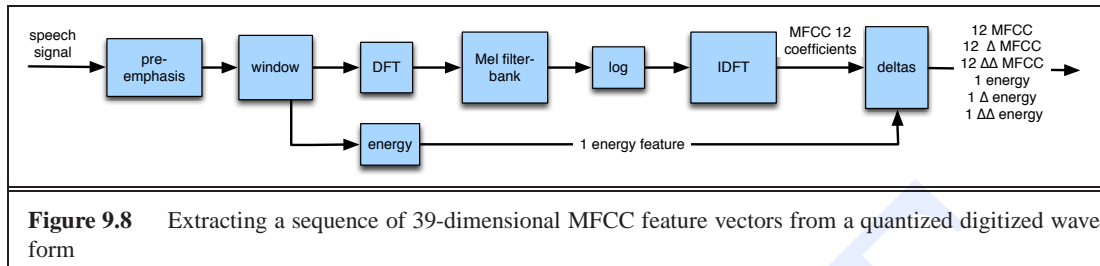 speech
signal
pre-
emphasis
window
DFT
Mel filter-
bank
log
IDFT
MFCC 12
coefficients
deltas
12 MFCC
12 Δ MFCC
12 ΔΔ MFCC
1 energy
1 Δ energy
1 ΔΔ energy
energy
1 energy feature
Figure 9.8 Extracting a sequence of 39-dimensional MFCC feature vectors from a quantized digitized wave
form